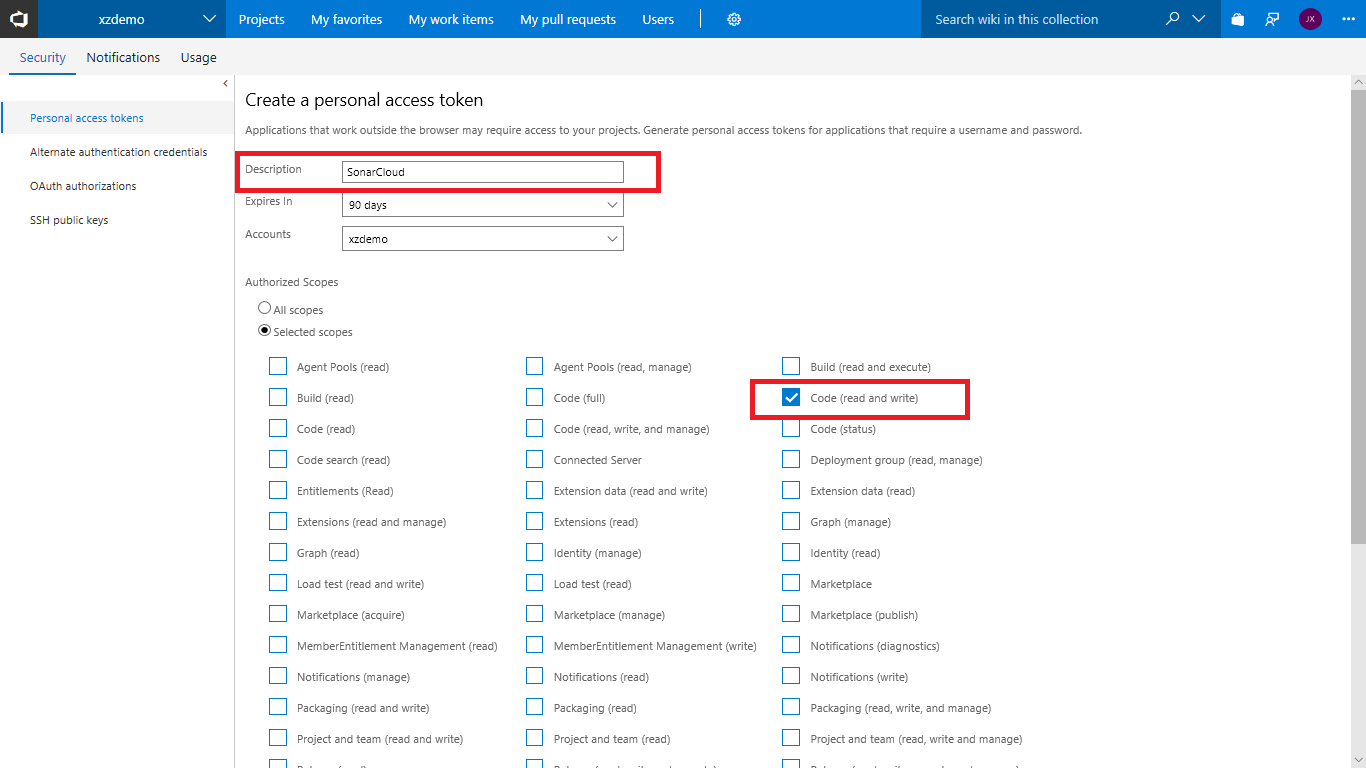 xzdemo Projects My favorites My work items My pull requests Users Search wiki in this collection JX
Security Notifications Usage
Personal access tokens
Alternate authentication credentials
OAuth authorizations
SSH public keys
Create a personal access token
Applications that work outside the browser may require access to your projects. Generate personal access tokens for applications that require a username and password.
Description SonarCloud
Expires In 90 days
Accounts xzdemo
Authorized Scopes
All scopes
Selected scopes
Agent Pools (read) Agent Pools (read, manage) Build (read and execute)
Build (read) Code (full) Code (read and write)
Code (read) Code (read, write, and manage) Code (status)
Code search (read) Connected Server Deployment group (read, manage)
Entitlements (Read) Extension data (read and write) Extension data (read)
Extensions (read and manage) Extensions (read) Graph (manage)
Graph (read) Identity (manage) Identity (read)
Load test (read and write) Load test (read) Marketplace
Marketplace (acquire) Marketplace (manage) Marketplace (publish)
MemberEntitlement Management (read) MemberEntitlement Management (write) Notifications (diagnostics)
Notifications (manage) Notifications (read) Notifications (write)
Packaging (read and write) Packaging (read) Packaging (read, write, and manage)
Project and team (read and write) Project and team (read) Project and team (read, write and manage)